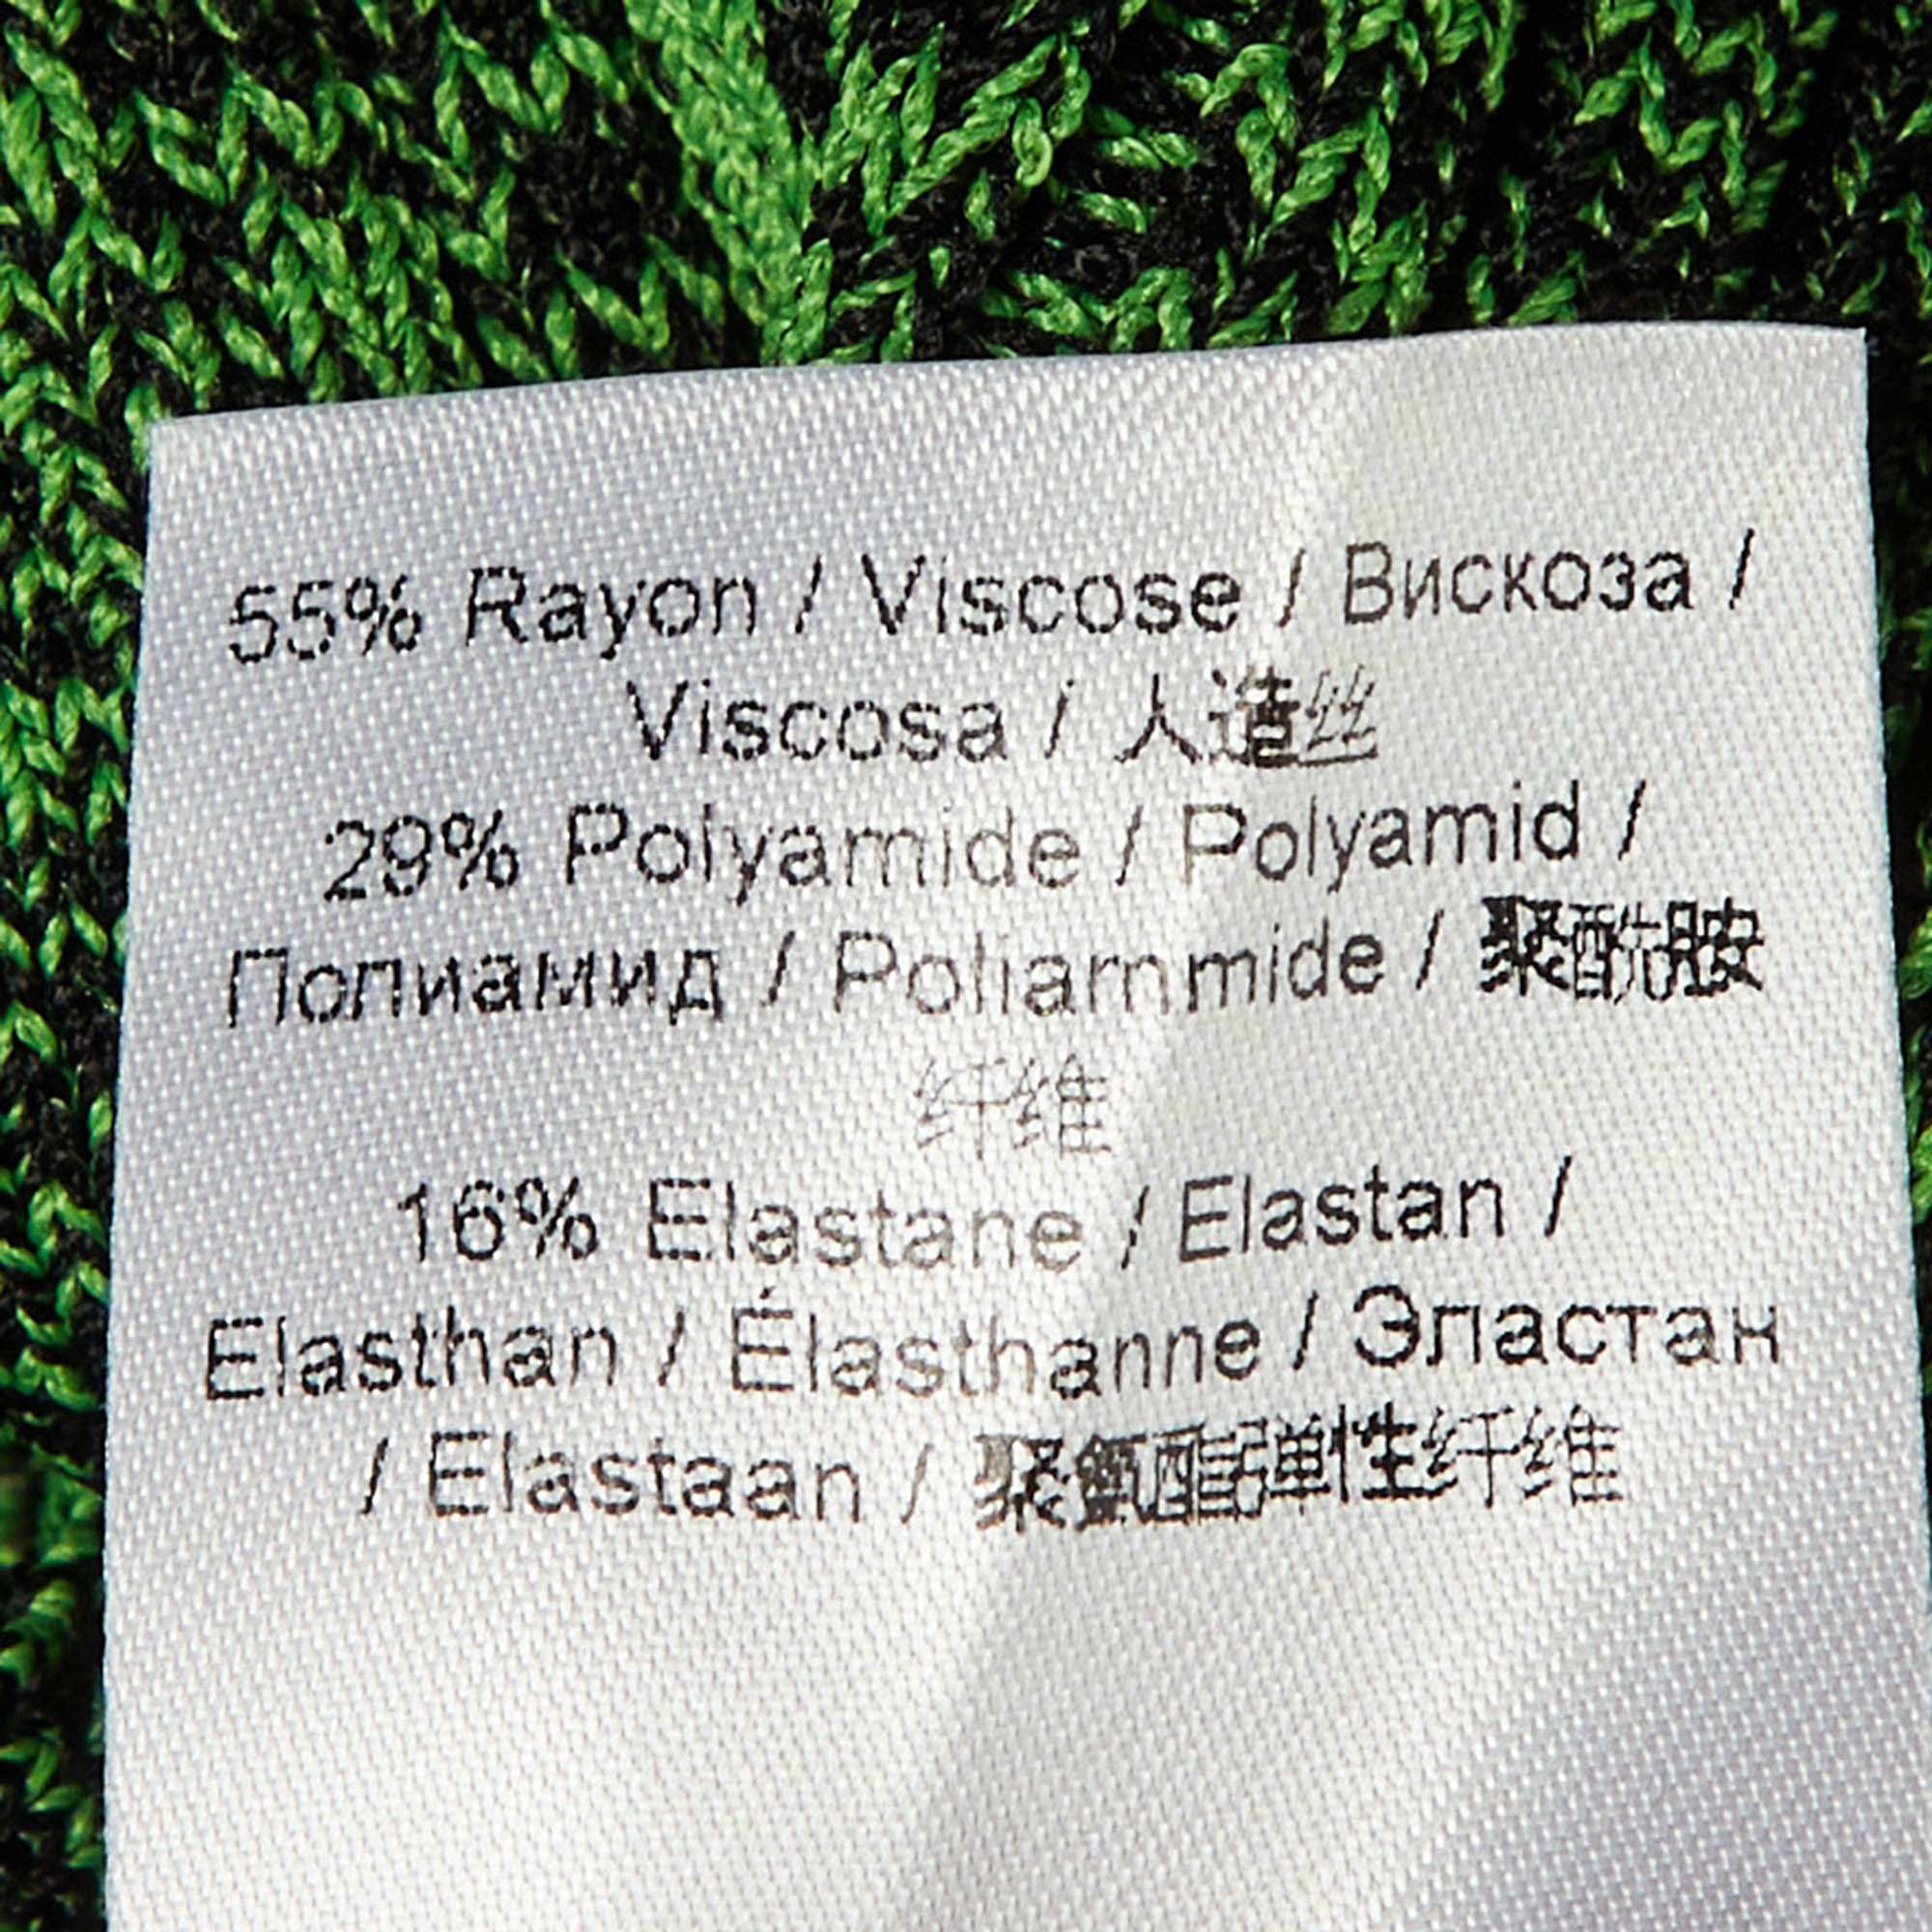 55% Rayon / Viscose / Вискоза /
Viscosa / 人造丝
29% Polyamide / Polyamid /
Полиамид / Poliammide / 聚酰胺
纤维
16% Elastane / Elastan /
Elasthan / Élasthanne / Эластан
/ Elastaan / 聚氨酯弹性纤维